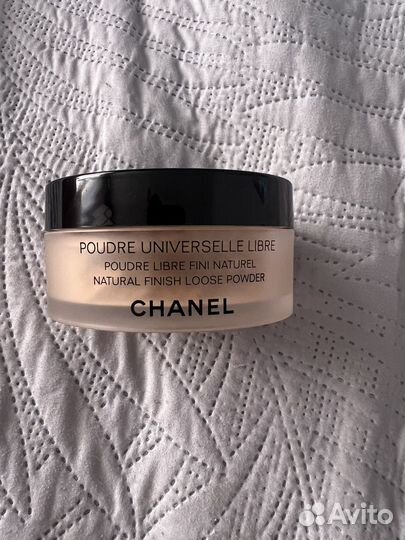 POUDRE UNIVERSELLE LIBRE
POUDRE LIBRE FINI NATUREL
NATURAL FINISH LOOSE POWDER
CHANEL
Avito